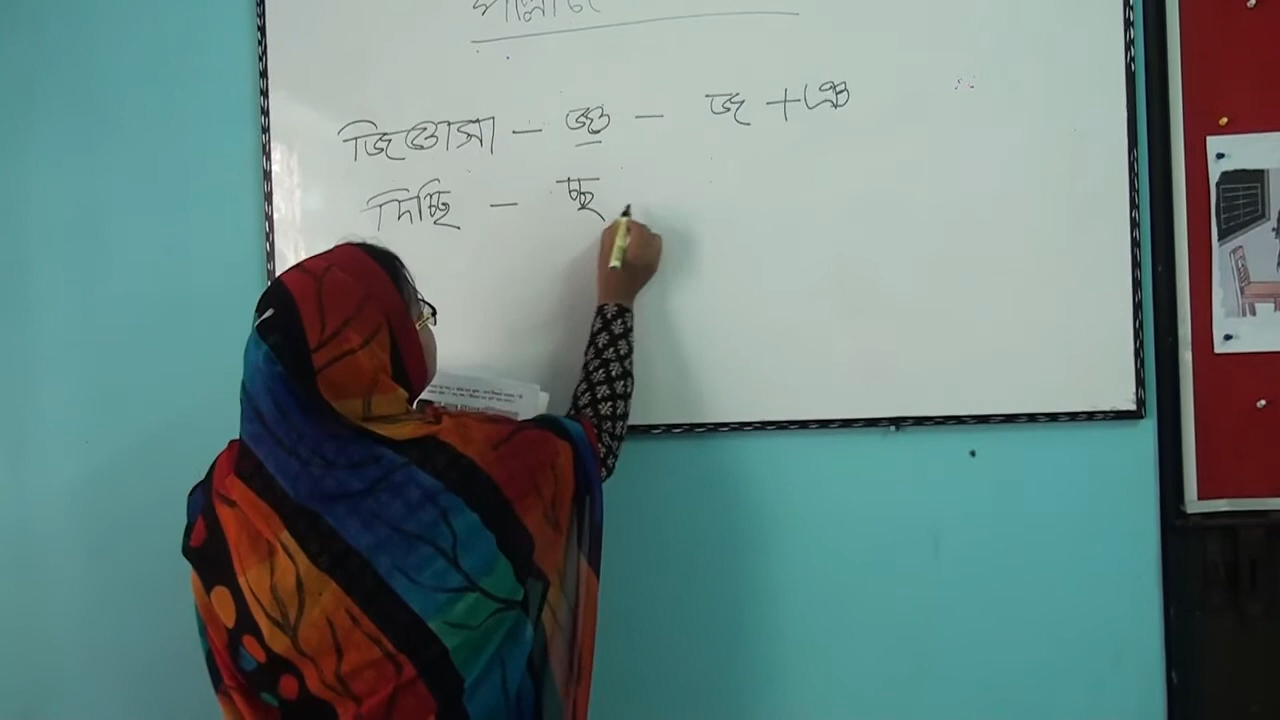 জিজ্ঞাসা – জ্ঞ – জ + ঞ
দিচ্ছি – চ্ছ